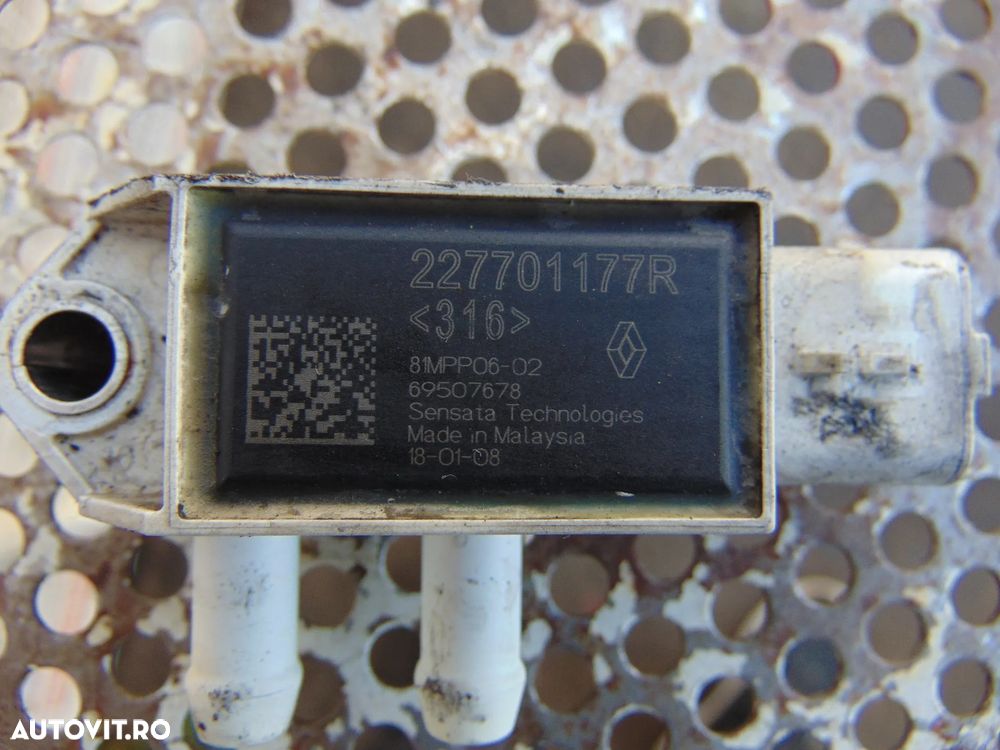 227701177R
<316>
81MPP06-02
69507678
Sensata Technologies
Made in Malaysia
18-01-08
AUTOVIT.RO